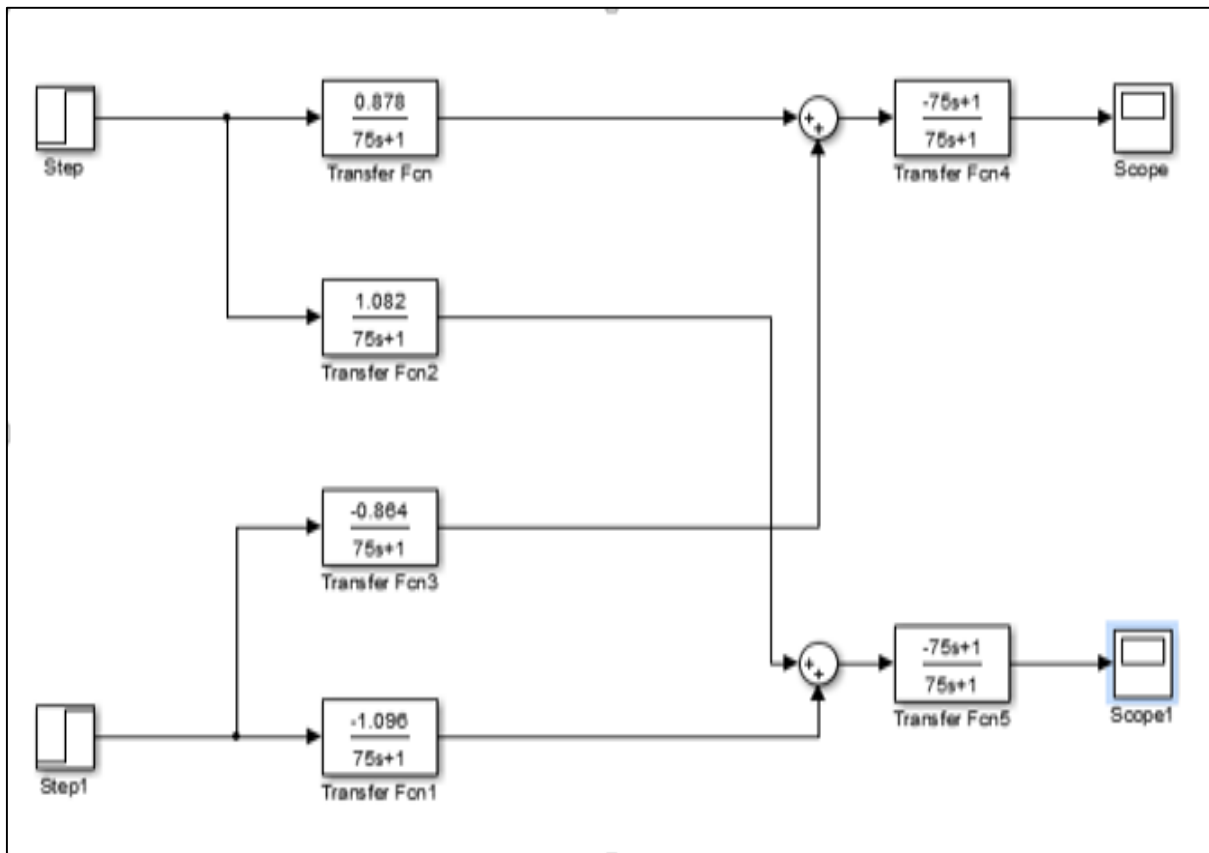 0.878
75s+1
Transfer Fcn
Step
++
-75s+1
75s+1
Transfer Fcn4
Scope
1.082
75s+1
Transfer Fcn2
-0.864
75s+1
Transfer Fcn3
++
-75s+1
75s+1
Transfer Fcn5
Scope1
Step1
-1.096
75s+1
Transfer Fcn1